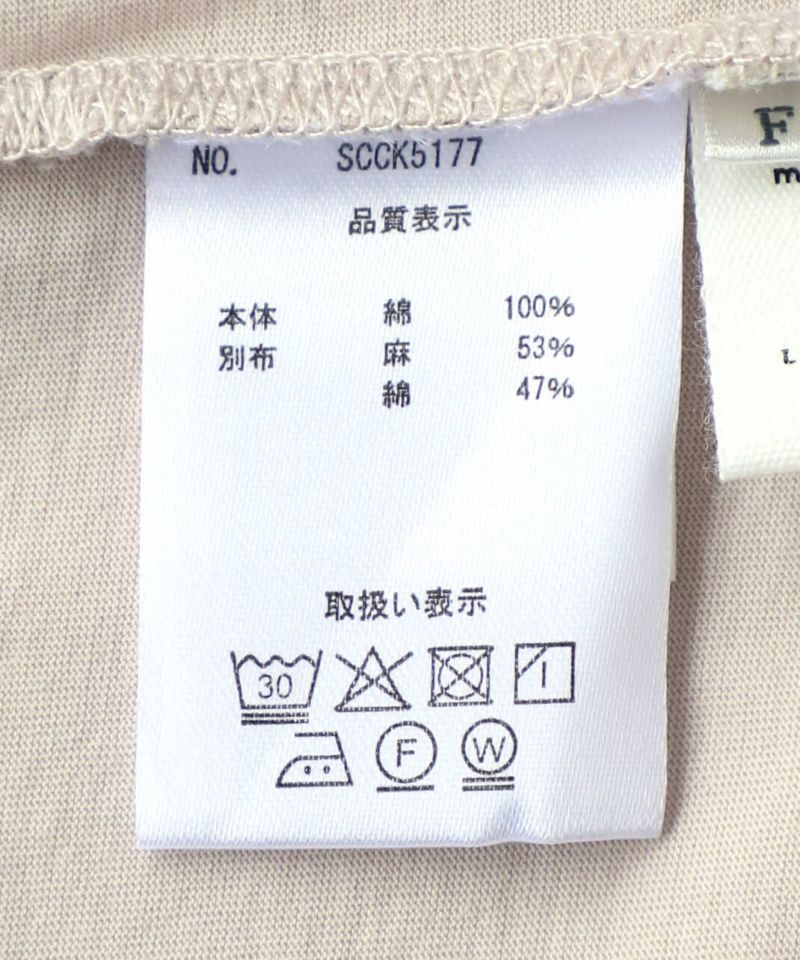 NO. SCCK5177
品質表示
本体 綿 100%
別布 麻 53%
綿 47%
取扱い表示
30
F W
F
m
L